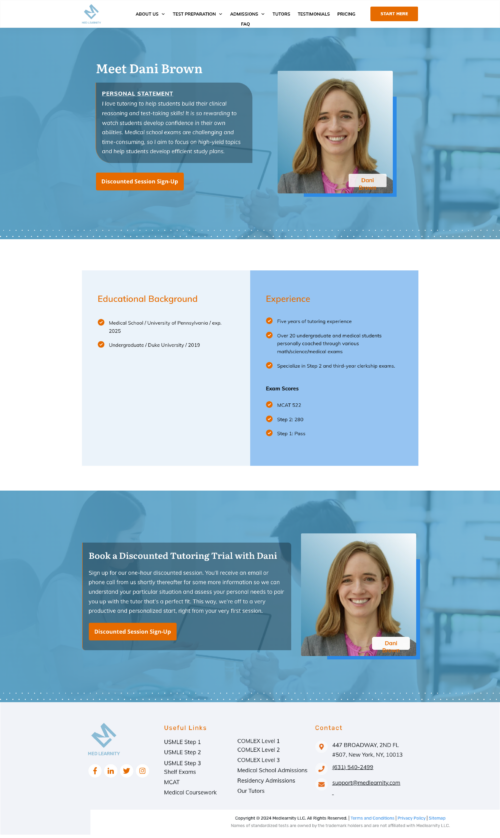 ABOUT US
TEST PREPARATION
ADMISSIONS
TUTORS
TESTIMONIALS
PRICING
FAQ
START HERE
MED LEARNITY
Meet Dani Brown
PERSONAL STATEMENT
I love tutoring to help students build their clinical
reasoning and test-taking skills! It is so rewarding to
watch students develop confidence in their own
abilities. Medical school exams are challenging and
time-consuming, so I aim to focus on high-yield topics
and help students develop efficient study plans.
Discounted Session Sign-Up
Dani
Educational Background
Medical School / University of Pennsylvania / exp.
2025
Undergraduate / Duke University / 2019
Experience
Five years of tutoring experience
Over 20 undergraduate and medical students
personally coached through various
math/science/medical exams.
Specialize in Step 2 and third-year clerkship exams.
Exam Scores
MCAT 522
Step 2: 280
Step 1: Pass
Book a Discounted Tutoring Trial with Dani
Sign up for our one-hour discounted session. You'll receive an email or
phone call from us shortly thereafter for some more information so we can
understand your particular situation and assess your personal needs to pair
you up with the tutor that's a perfect fit. This way, we're off to a very
productive and personalized start, right from your very first session.
Discounted Session Sign-Up
Dani
MED LEARNITY
Useful Links
USMLE Step 1
USMLE Step 2
USMLE Step 3
Shelf Exams
MCAT
Medical Coursework
COMLEX Level 1
COMLEX Level 2
COMLEX Level 3
Medical School Admissions
Residency Admissions
Our Tutors
Contact
447 BROADWAY, 2ND FL
#507, New York, NY, 10013
(631) 540-2499
support@medlearnity.com
Copyright © 2024 Medlearnity LLC. All Rights Reserved. | Terms and Conditions | Privacy Policy | Sitemap
Names of standardized tests are owned by the trademark holders and are not affiliated with Medlearnity LLC.